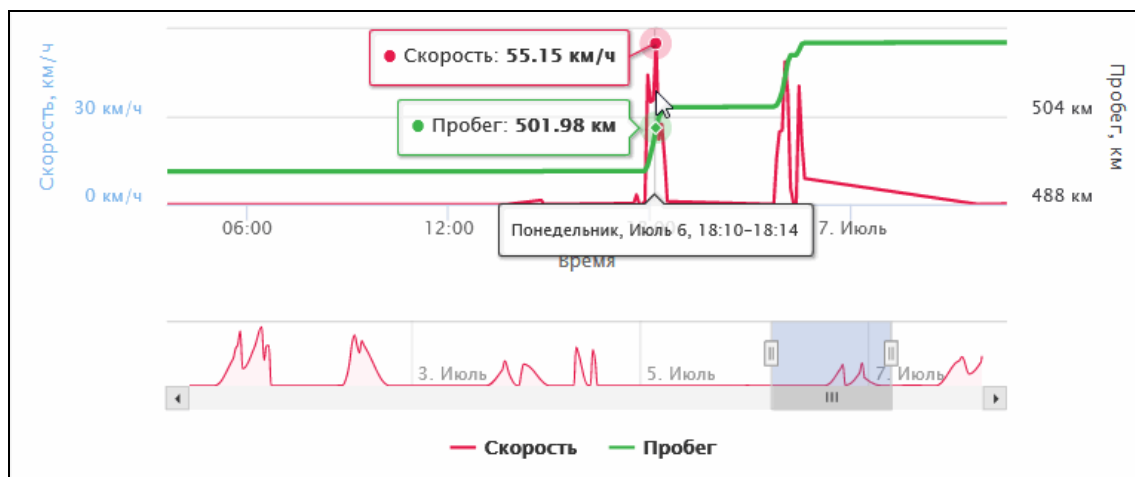 Скорость, км/ч
30 км/ч
0 км/ч
Скорость: 55.15 км/ч
Пробег: 501.98 км
504 км
488 км
Пробег, км
06:00
12:00
Понедельник, Июль 6, 18:10–18:14
7. Июль
Время
3. Июль
5. Июль
7. Июль
Скорость
Пробег